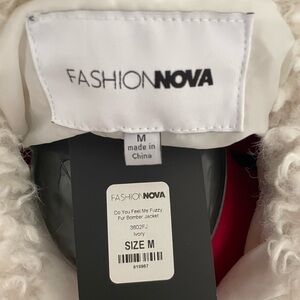 FASHIONNOVA
M
made in
China
FASHIONNOVA
Do You Feel Me Fuzzy
Fur Bomber Jacket
3602FJ
Ivory
SIZE M